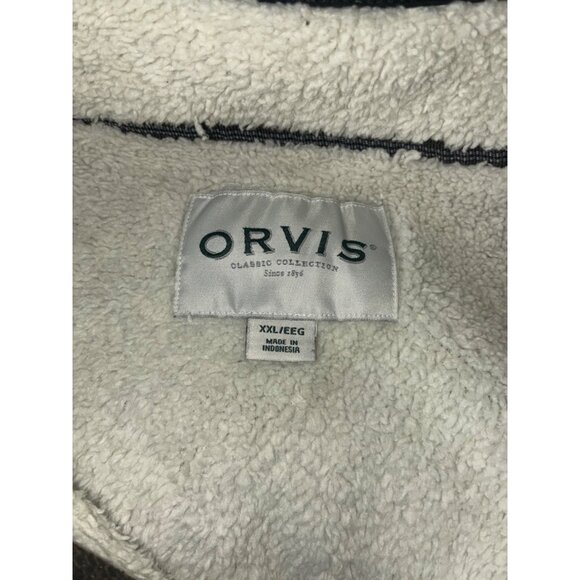 ORVIS®
CLASSIC COLLECTION
Since 1856
XXL/EEG
MADE IN
INDONESIA